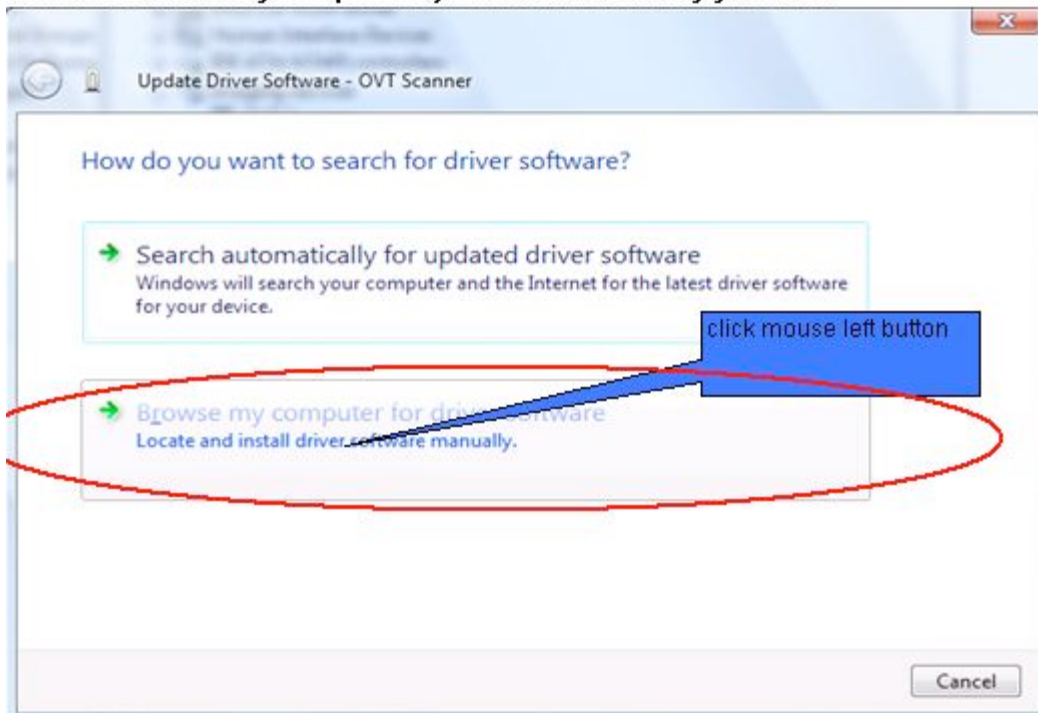 Update Driver Software - OVT Scanner
How do you want to search for driver software?
Search automatically for updated driver software
Windows will search your computer and the Internet for the latest driver software
for your device.
click mouse left button
Browse my computer for driver software
Locate and install driver software manually.
Cancel